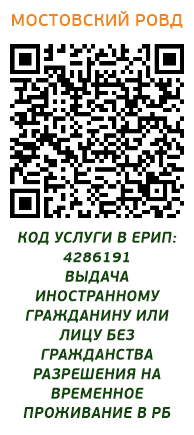 МОСТОВСКИЙ РОВД
КОД УСЛУГИ В ЕРИП:
4286191
ВЫДАЧА
ИНОСТРАННОМУ
ГРАЖДАНИНУ ИЛИ
ЛИЦУ БЕЗ
ГРАЖДАНСТВА
РАЗРЕШЕНИЯ НА
ВРЕМЕННОЕ
ПРОЖИВАНИЕ В РБ